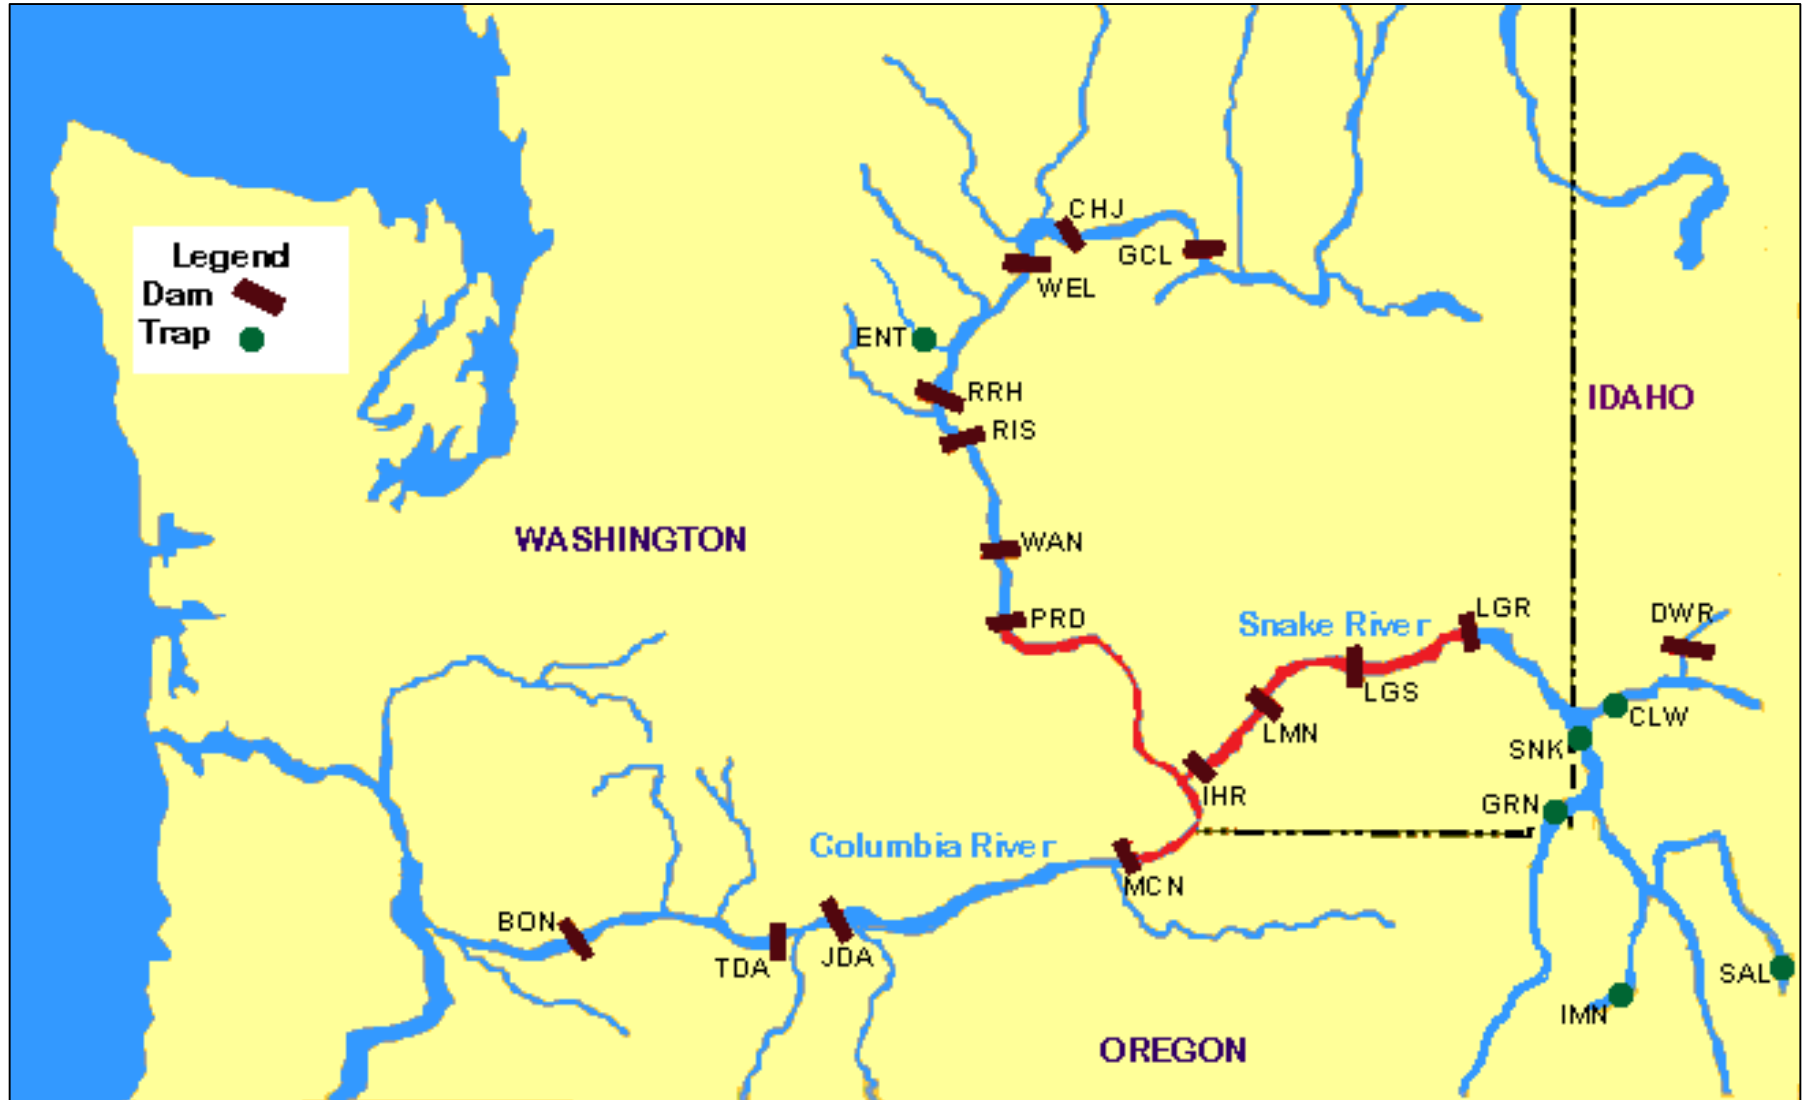 CHJ
GCL
Legend
Dam
WEL
Trap
ENT
RRH
IDAHO
RIS
WASHINGTON
WAN
PRD
Snake River
LGR
DWR
LGS
CLW
LMN
SNK
IHR
GRN
Columbia River
MCN
BON
TDA
JDA
SAL
IMN
OREGON